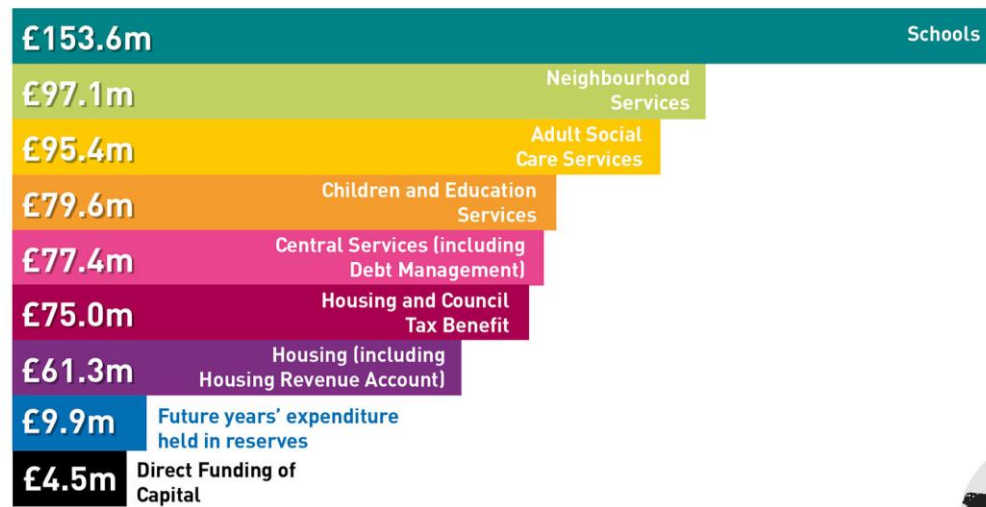 £153.6m
Schools
£97.1m
Neighbourhood
Services
£95.4m
Adult Social
Care Services
£79.6m
Children and Education
Services
£77.4m
Central Services (including
Debt Management)
£75.0m
Housing and Council
Tax Benefit
£61.3m
Housing (including
Housing Revenue Account)
£9.9m
Future years’ expenditure
held in reserves
£4.5m
Direct Funding of
Capital